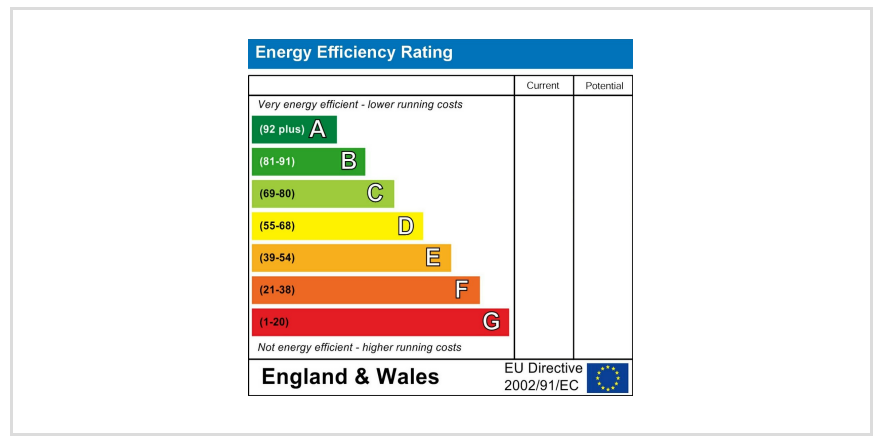 Energy Efficiency Rating
Current Potential
Very energy efficient - lower running costs
(92 plus) A
(81-91) B
(69-80) C
(55-68) D
(39-54) E
(21-38) F
(1-20) G
Not energy efficient - higher running costs
England & Wales
EU Directive
2002/91/EC